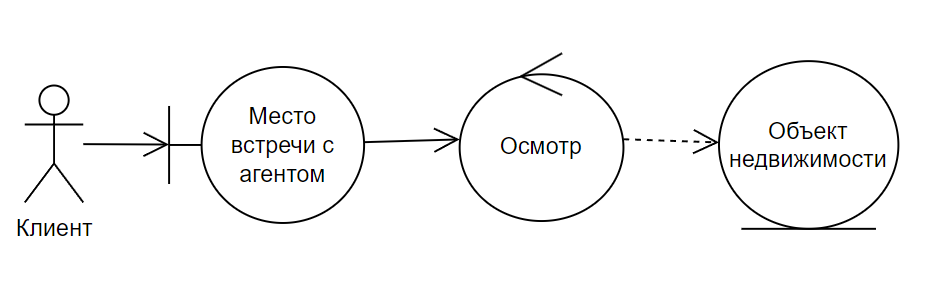 Клиент
Место
встречи с
агентом
Осмотр
Объект
недвижимости